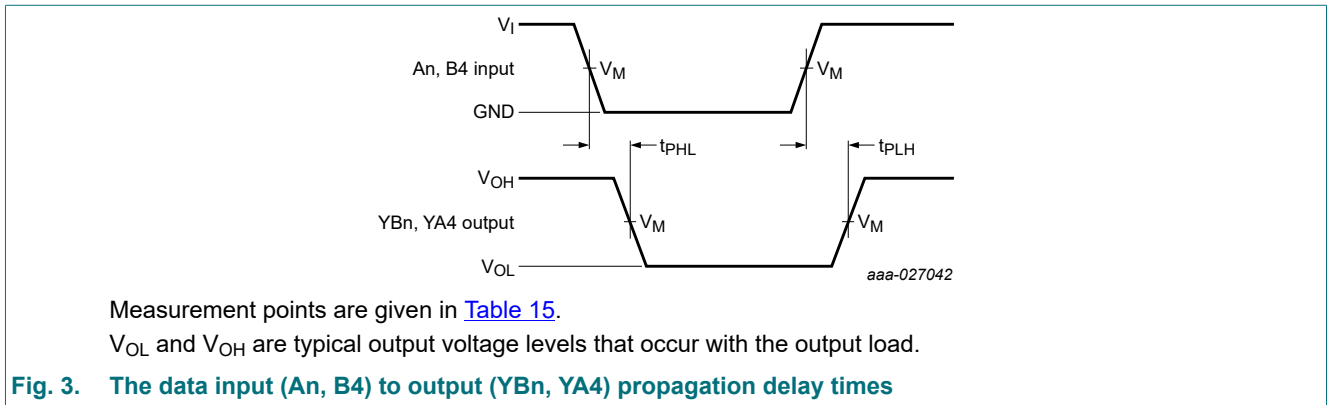 VI
An, B4 input
VM
VM
GND
tPHL
tPLH
VOH
YBn, YA4 output
VM
VM
VOL
aaa-027042
Measurement points are given in Table 15.
VOL and VOH are typical output voltage levels that occur with the output load.
Fig. 3. The data input (An, B4) to output (YBn, YA4) propagation delay times